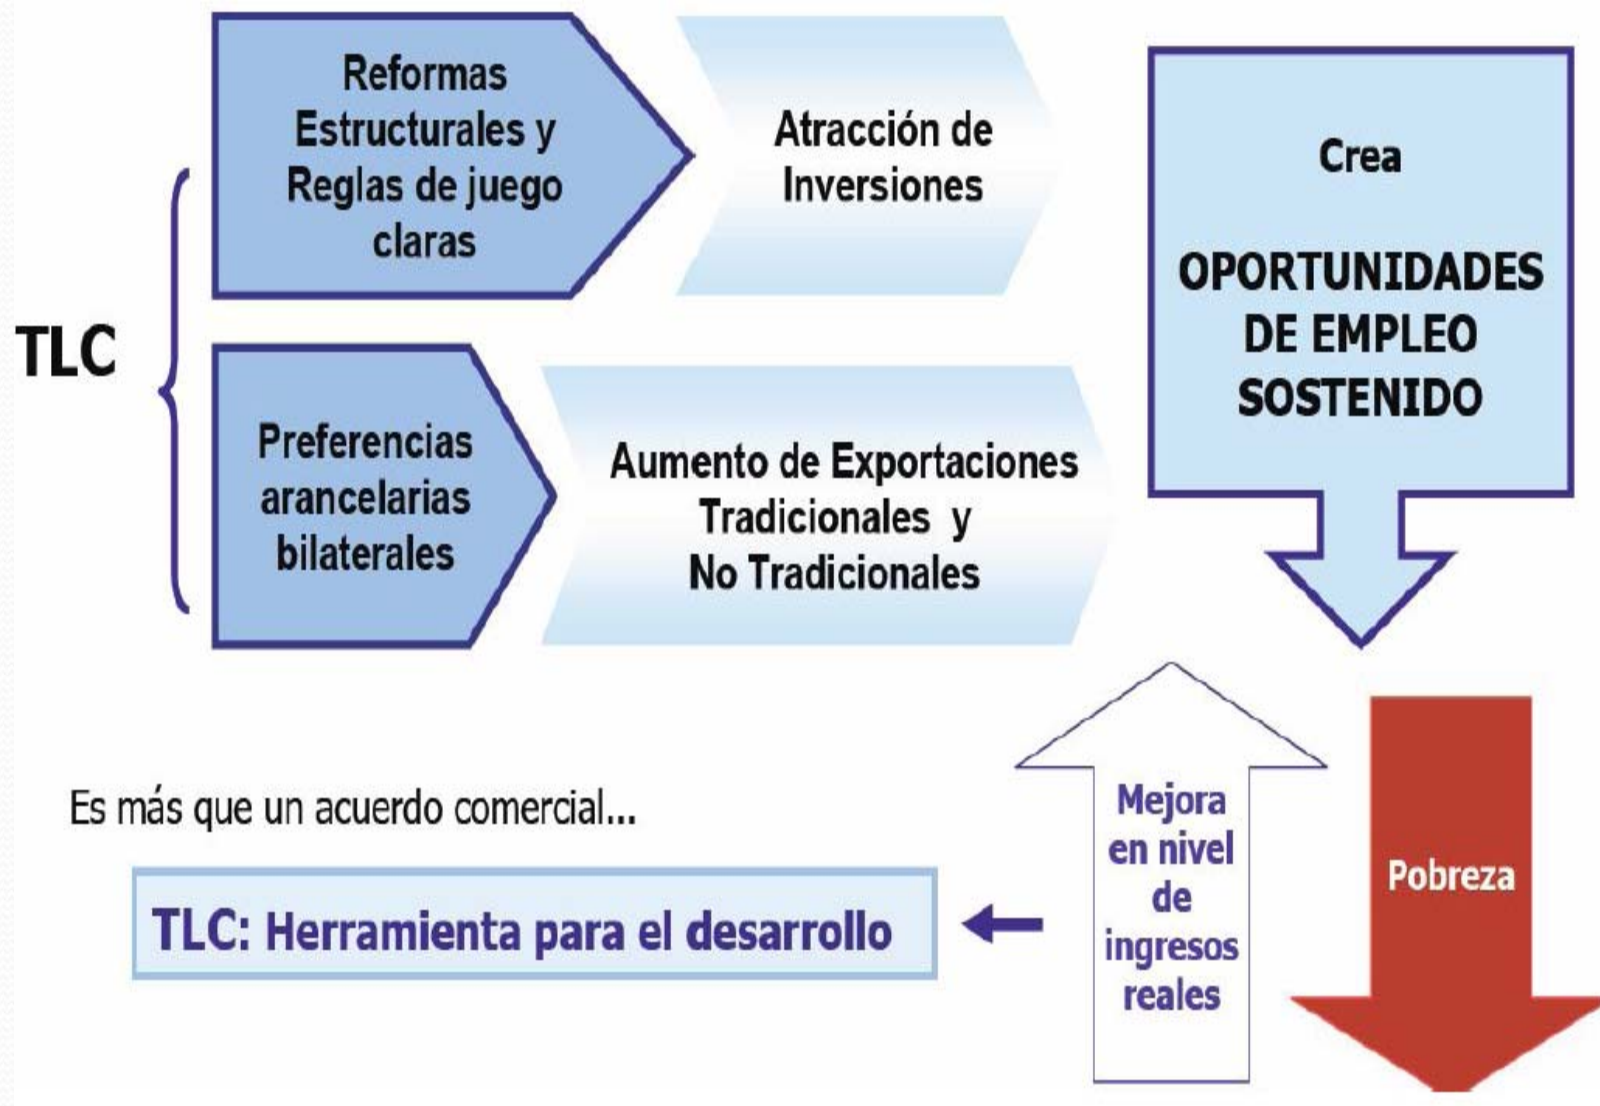 TLC
Reformas
Estructurales y
Reglas de juego
claras
Atracción de
Inversiones
Preferencias
arancelarias
bilaterales
Aumento de Exportaciones
Tradicionales y
No Tradicionales
Crea
OPORTUNIDADES
DE EMPLEO
SOSTENIDO
Mejora
en nivel
de
ingresos
reales
Pobreza
Es más que un acuerdo comercial...
TLC: Herramienta para el desarrollo